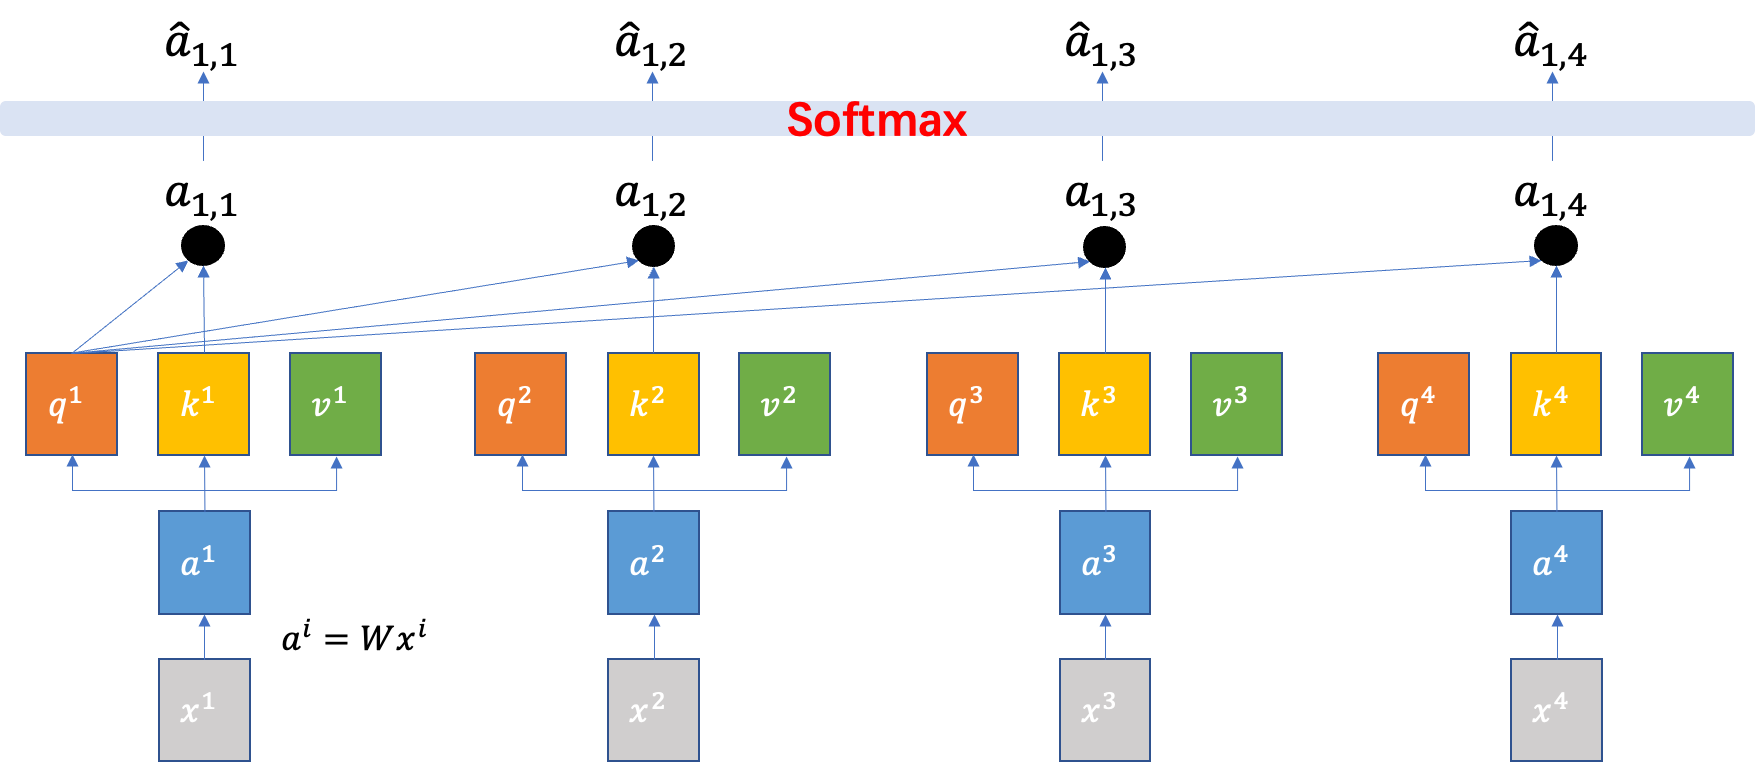 â₁,₁ â₁,₂ â₁,₃ â₁,₄
Softmax
a₁,₁ a₁,₂ a₁,₃ a₁,₄
q¹ k¹ v¹ q² k² v² q³ k³ v³ q⁴ k⁴ v⁴
a¹ a² a³ a⁴
aⁱ = Wxⁱ
x¹ x² x³ x⁴